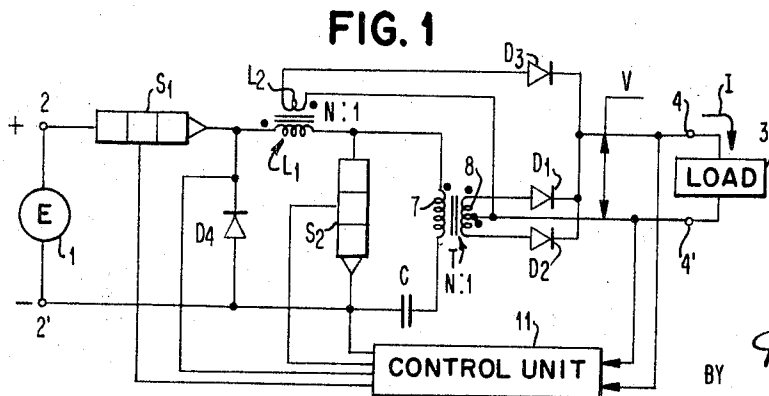 FIG. 1
D3
S1
L2
N:1
V
I
2
4
3
+
L1
8
D1
LOAD
7
E
1
D4
S2
T
D2
4'
C
N:1
-
2'
11
CONTROL UNIT
BY